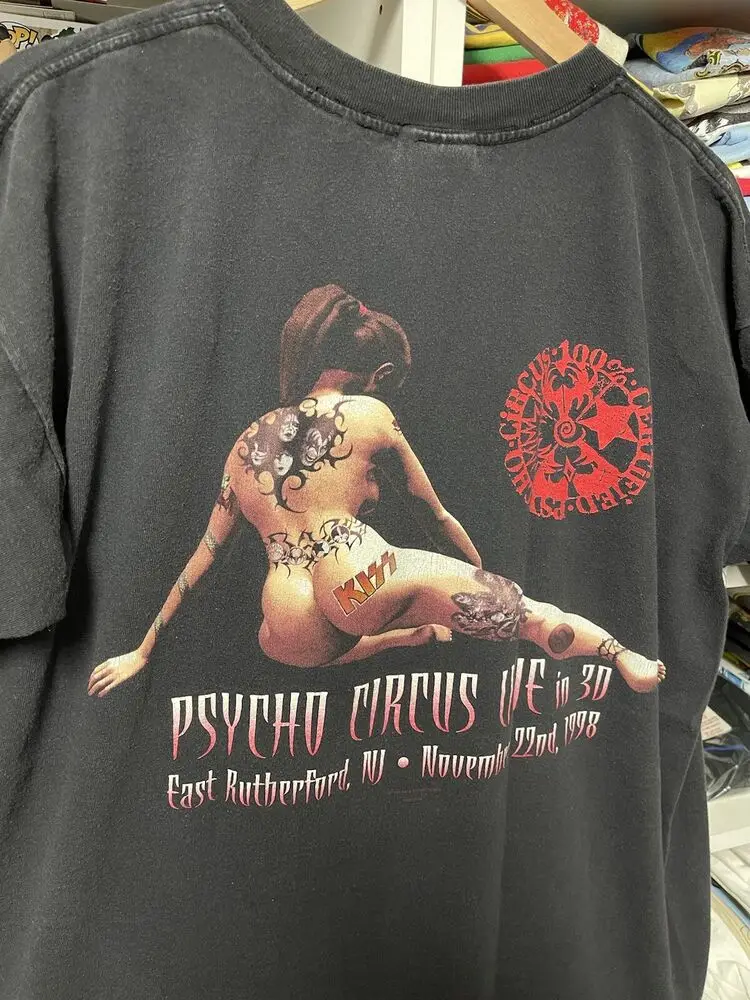 PSYCHO CIRCUS 100% CERTIFIED
KISS
PSYCHO CIRCUS LIVE in 3D
East Rutherford, NJ • November 22nd, 1998